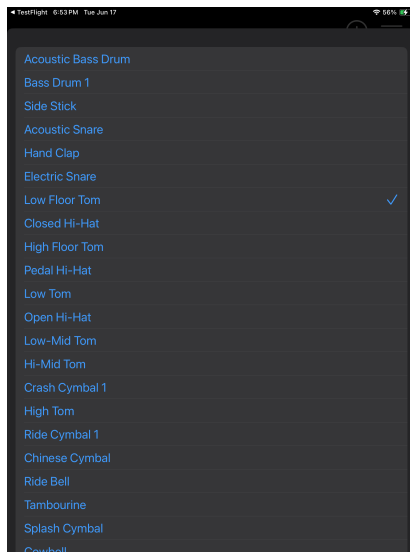 ◀ TestFlight 6:53 PM Tue Jun 17 56%
Acoustic Bass Drum
Bass Drum 1
Side Stick
Acoustic Snare
Hand Clap
Electric Snare
Low Floor Tom
Closed Hi-Hat
High Floor Tom
Pedal Hi-Hat
Low Tom
Open Hi-Hat
Low-Mid Tom
Hi-Mid Tom
Crash Cymbal 1
High Tom
Ride Cymbal 1
Chinese Cymbal
Ride Bell
Tambourine
Splash Cymbal
Cowbell